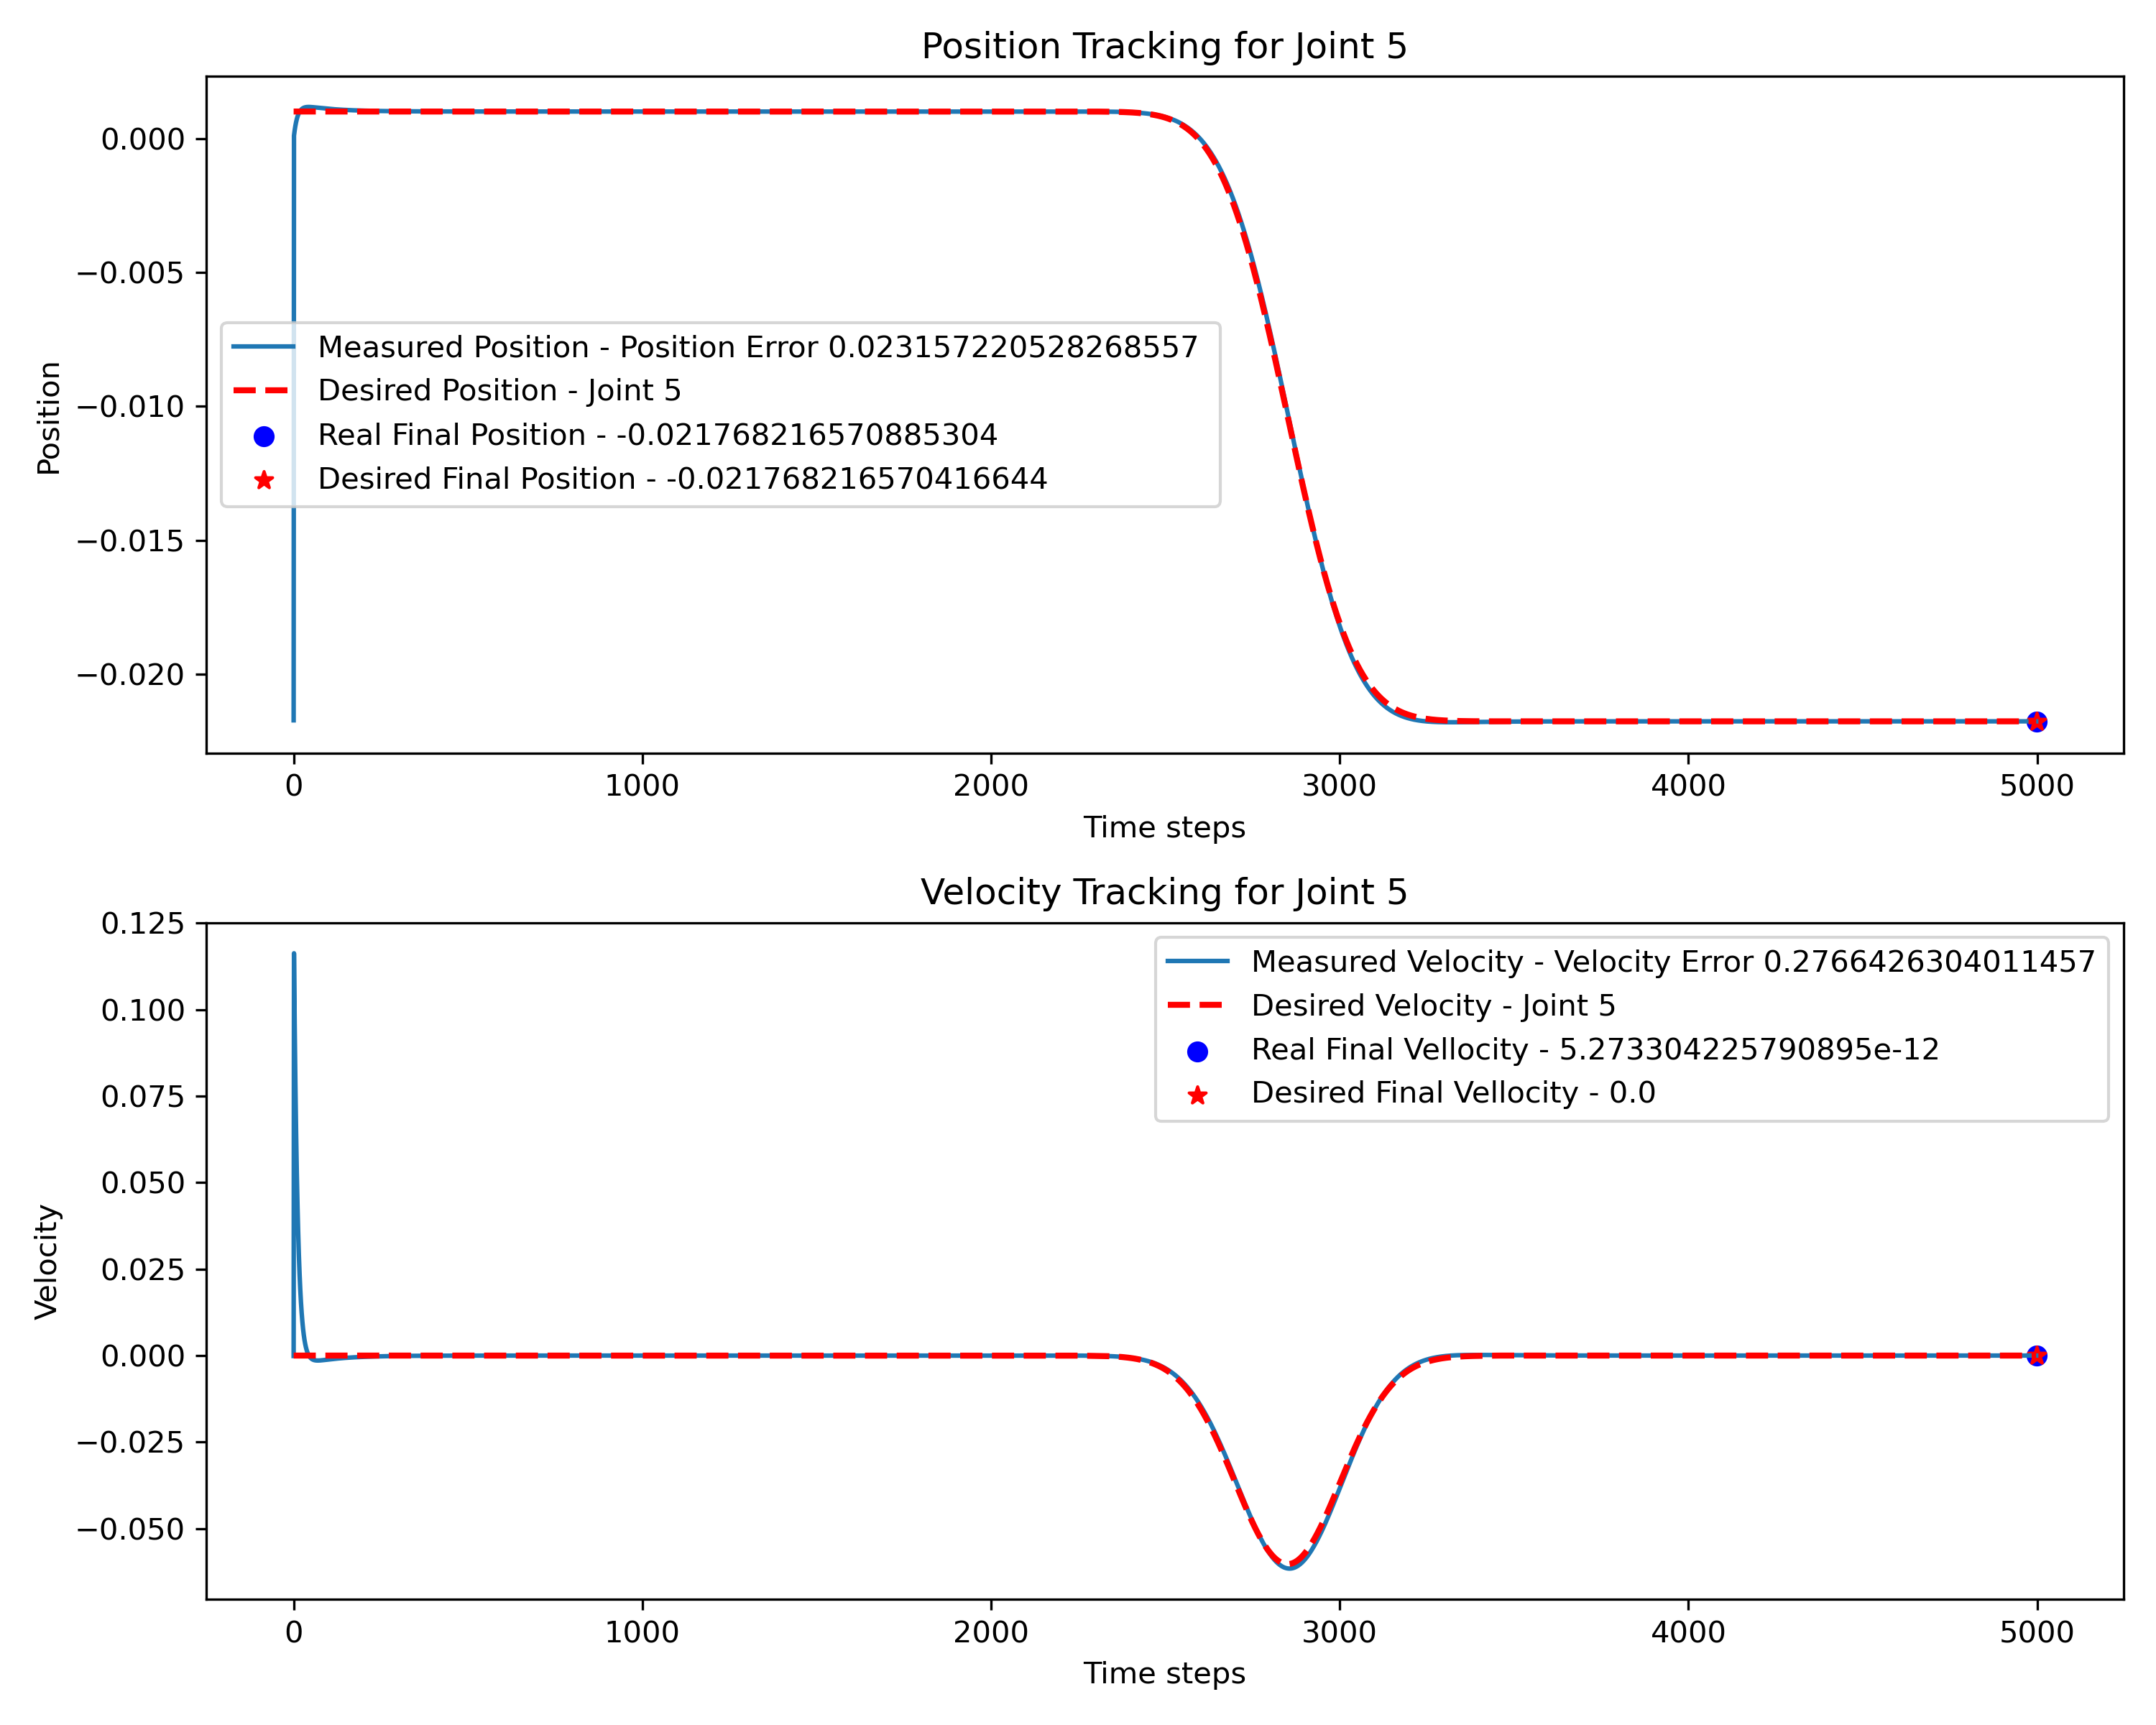 Position Tracking for Joint 5
0.000
−0.005
−0.010
−0.015
−0.020
Position
Measured Position - Position Error 0.023157220528268557
Desired Position - Joint 5
Real Final Position - -0.021768216570885304
Desired Final Position - -0.021768216570416644
0 1000 2000 3000 4000 5000
Time steps
Velocity Tracking for Joint 5
0.125
0.100
0.075
0.050
0.025
0.000
−0.025
−0.050
Velocity
Measured Velocity - Velocity Error 0.2766426304011457
Desired Velocity - Joint 5
Real Final Vellocity - 5.273304225790895e-12
Desired Final Vellocity - 0.0
0 1000 2000 3000 4000 5000
Time steps